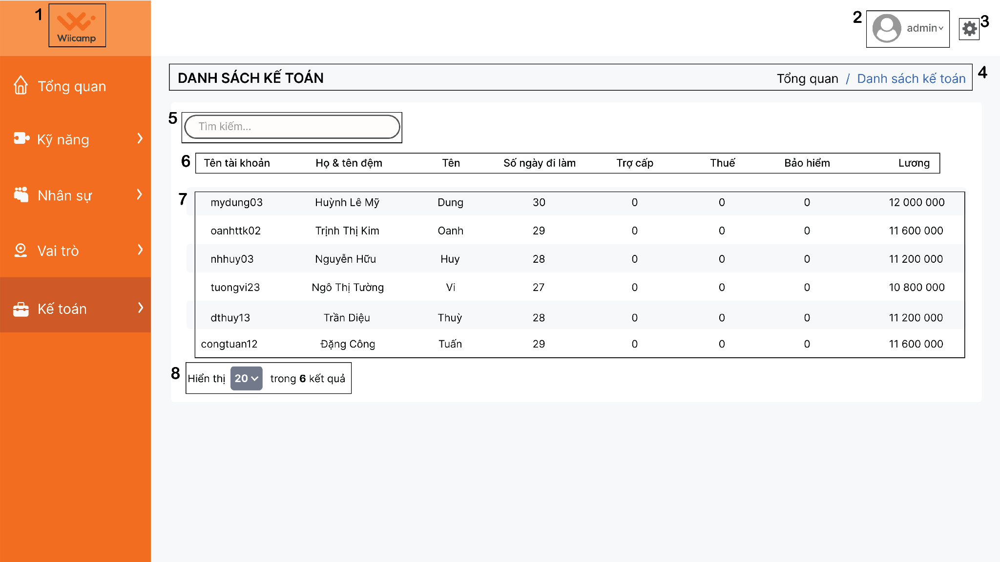 1
Wiicamp
2
admin
3
Tổng quan
Kỹ năng
Nhân sự
Vai trò
Kế toán
DANH SÁCH KẾ TOÁN
Tổng quan / Danh sách kế toán
4
5
Tìm kiếm...
6
Tên tài khoản Họ & tên đệm Tên Số ngày đi làm Trợ cấp Thuế Bảo hiểm Lương
7
mydung03 Huỳnh Lê Mỹ Dung 30 0 0 0 12 000 000
oanhttk02 Trịnh Thị Kim Oanh 29 0 0 0 11 600 000
nhhuy03 Nguyễn Hữu Huy 28 0 0 0 11 200 000
tuongvi23 Ngô Thị Tường Vi 27 0 0 0 10 800 000
dthuy13 Trần Diệu Thuỳ 28 0 0 0 11 200 000
congtuan12 Đặng Công Tuấn 29 0 0 0 11 600 000
8
Hiển thị 20 trong 6 kết quả